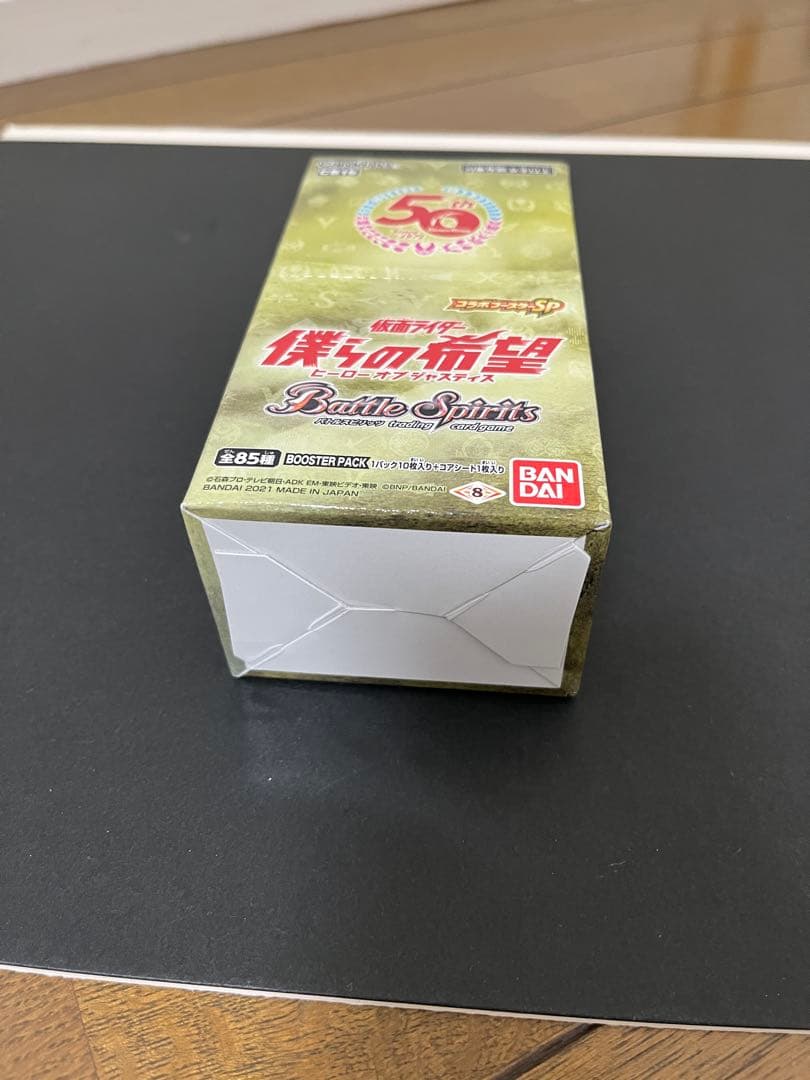 50th
コラボブースターSP
仮面ライダー
僕らの希望
ヒーロー オブ ジャスティス
Battle Spirits
バトルスピリッツ trading card game
全85種 BOOSTER PACK 1パック10枚入り+コアシート1枚入り
©石森プロ・テレビ朝日・ADK EM・東映ビデオ・東映 ©BNP/BANDAI
BANDAI 2021 MADE IN JAPAN
8
BAN
DAI